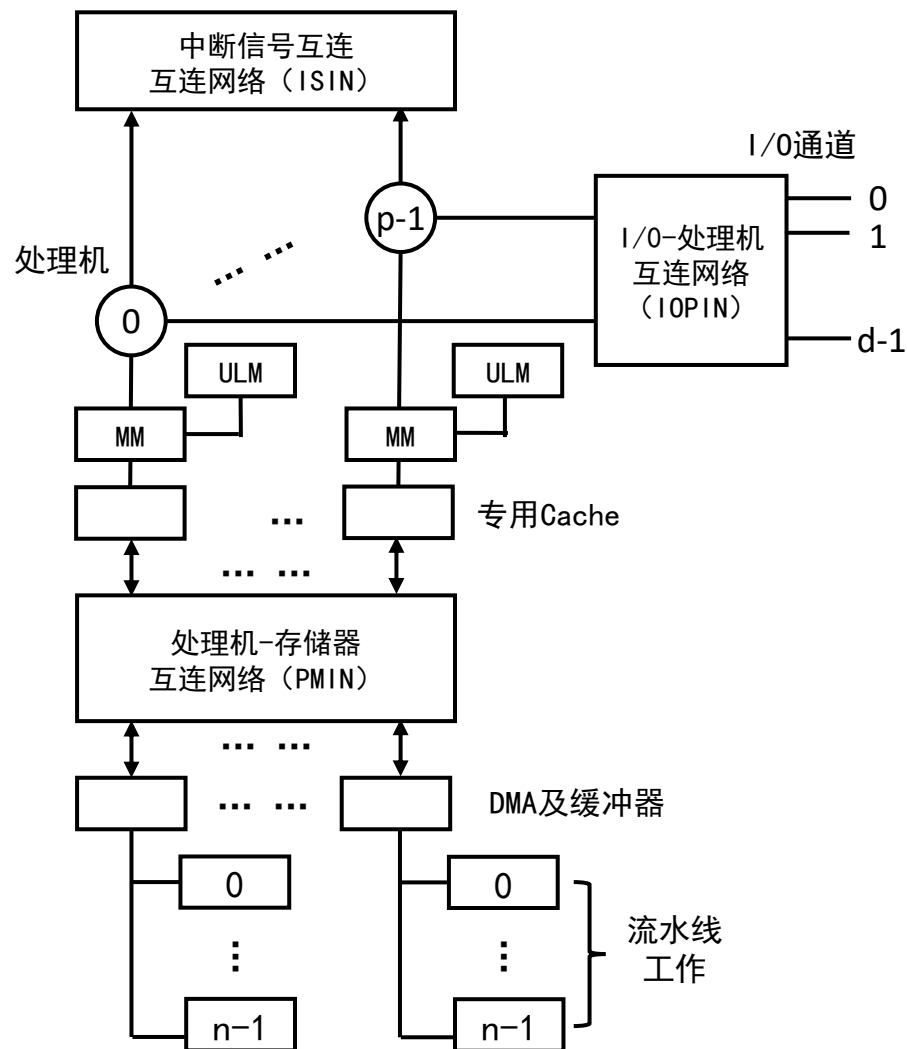 中断信号互连
互连网络（ISIN）
I/O通道
0
1
d-1
p-1
I/O-处理机
互连网络
（IOPIN）
处理机
0
ULM
ULM
MM
MM
…
专用Cache
… …
处理机-存储器
互连网络（PMIN）
… …
… …
DMA及缓冲器
0
0
流水线
工作
n-1
n-1